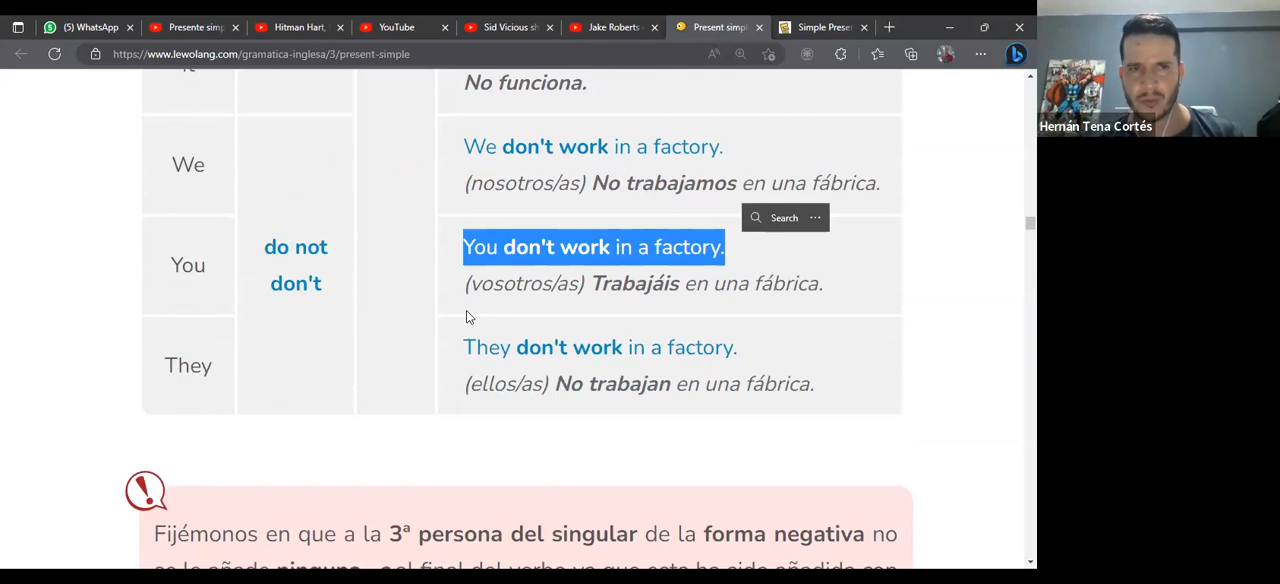 (5) WhatsApp
Presente sim
Hitman Hart,
YouTube
Sid Vicious sh
Jake Roberts
Present simp
Simple Prese
https://www.lewolang.com/gramatica-inglesa/3/present-simple
No funciona.
We
We don't work in a factory.
(nosotros/as) No trabajamos en una fábrica.
Search ...
do not
don't
You
You don't work in a factory.
(vosotros/as) Trabajáis en una fábrica.
They
They don't work in a factory.
(ellos/as) No trabajan en una fábrica.
Fijémonos en que a la 3ª persona del singular de la forma negativa no
Hernán Tena Cortés